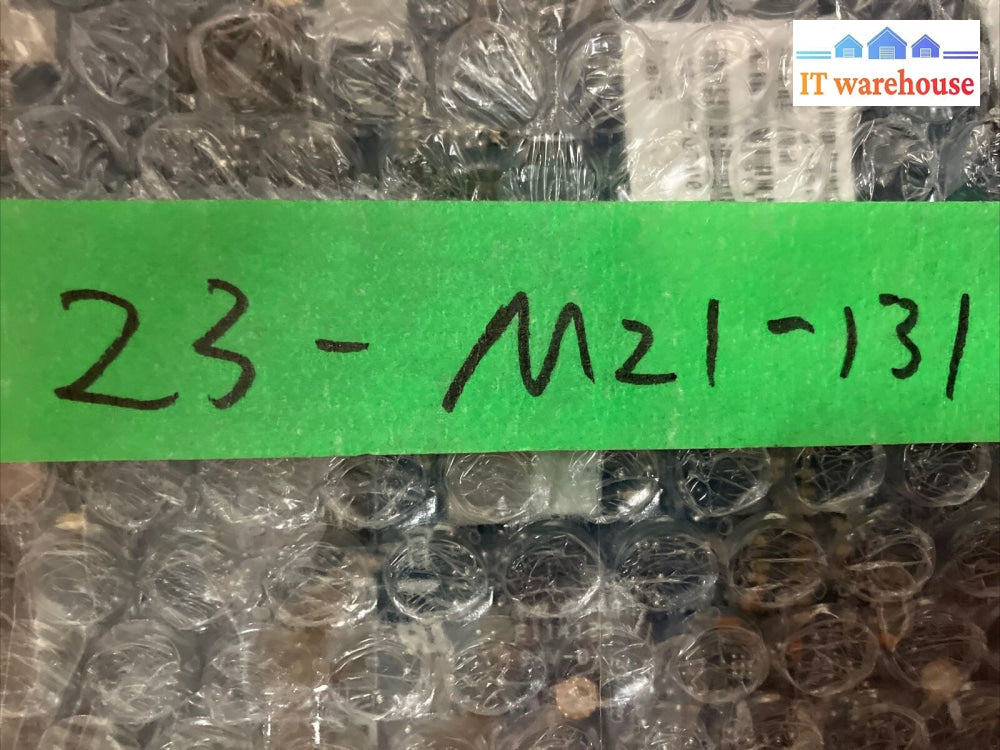 IT warehouse
23 - M21-131